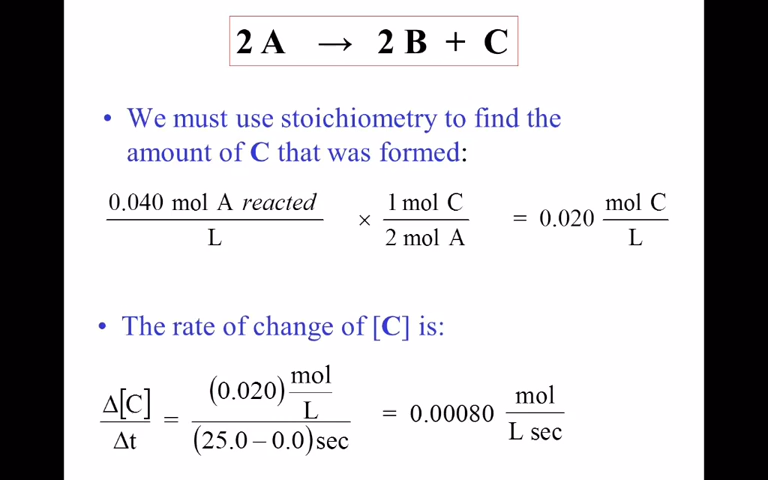 2 A → 2 B + C
• We must use stoichiometry to find the
amount of C that was formed:
0.040 mol A reacted / L × 1 mol C / 2 mol A = 0.020 mol C / L
• The rate of change of [C] is:
Δ[C] / Δt = (0.020) mol / L / (25.0 – 0.0) sec = 0.00080 mol / L sec